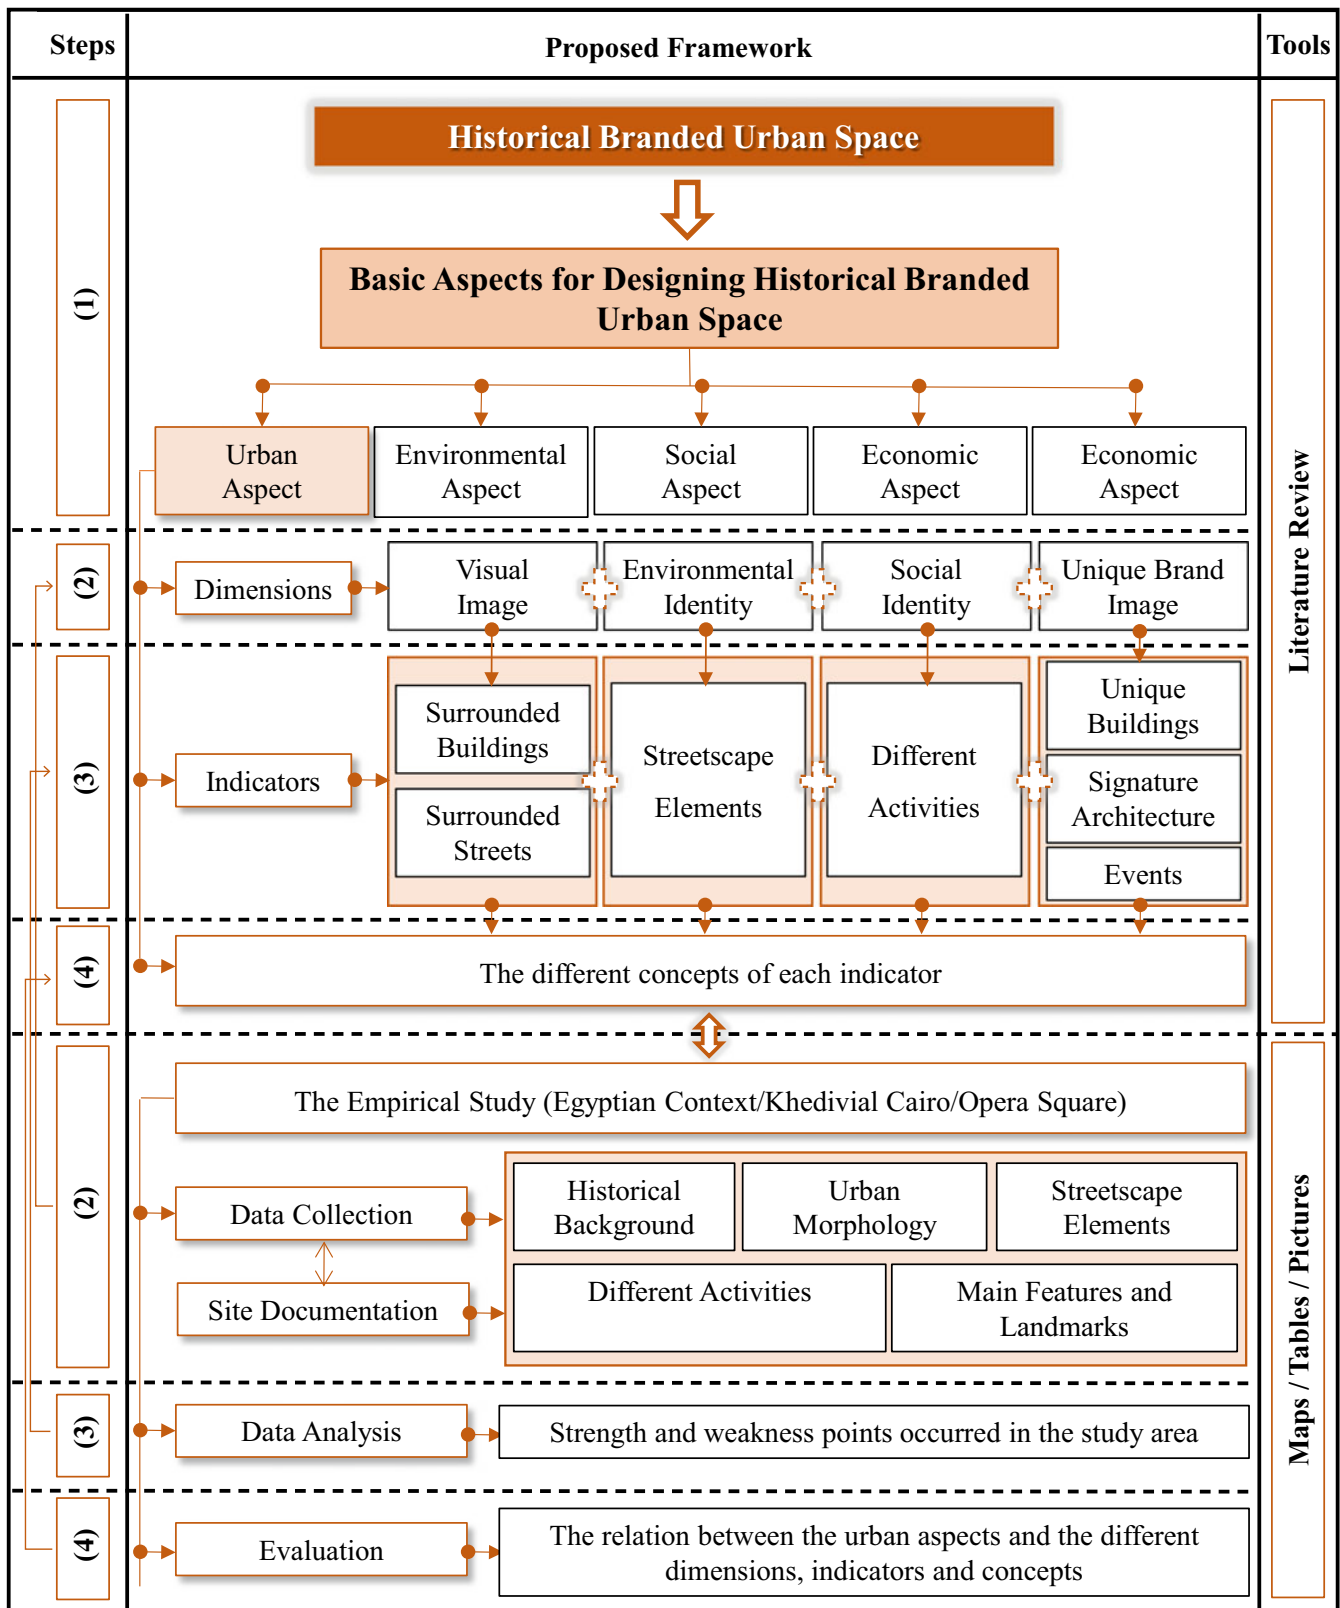 Steps
Proposed Framework
Tools
(1)
Historical Branded Urban Space
Basic Aspects for Designing Historical Branded
Urban Space
Urban
Aspect
Environmental
Aspect
Social
Aspect
Economic
Aspect
Economic
Aspect
Literature Review
(2)
Dimensions
Visual
Image
Environmental
Identity
Social
Identity
Unique Brand
Image
(3)
Indicators
Surrounded
Buildings
Surrounded
Streets
Streetscape
Elements
Different
Activities
Unique
Buildings
Signature
Architecture
Events
(4)
The different concepts of each indicator
(2)
The Empirical Study (Egyptian Context/Khedivial Cairo/Opera Square)
Data Collection
Site Documentation
Historical
Background
Urban
Morphology
Streetscape
Elements
Different Activities
Main Features and
Landmarks
Maps / Tables / Pictures
(3)
Data Analysis
Strength and weakness points occurred in the study area
(4)
Evaluation
The relation between the urban aspects and the different
dimensions, indicators and concepts